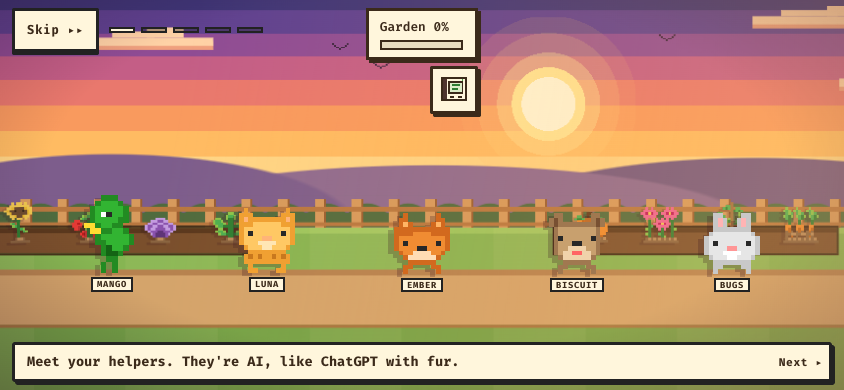 Skip ▸▸
Garden 0%
MANGO
LUNA
EMBER
BISCUIT
BUGS
Meet your helpers. They're AI, like ChatGPT with fur.
Next ▸